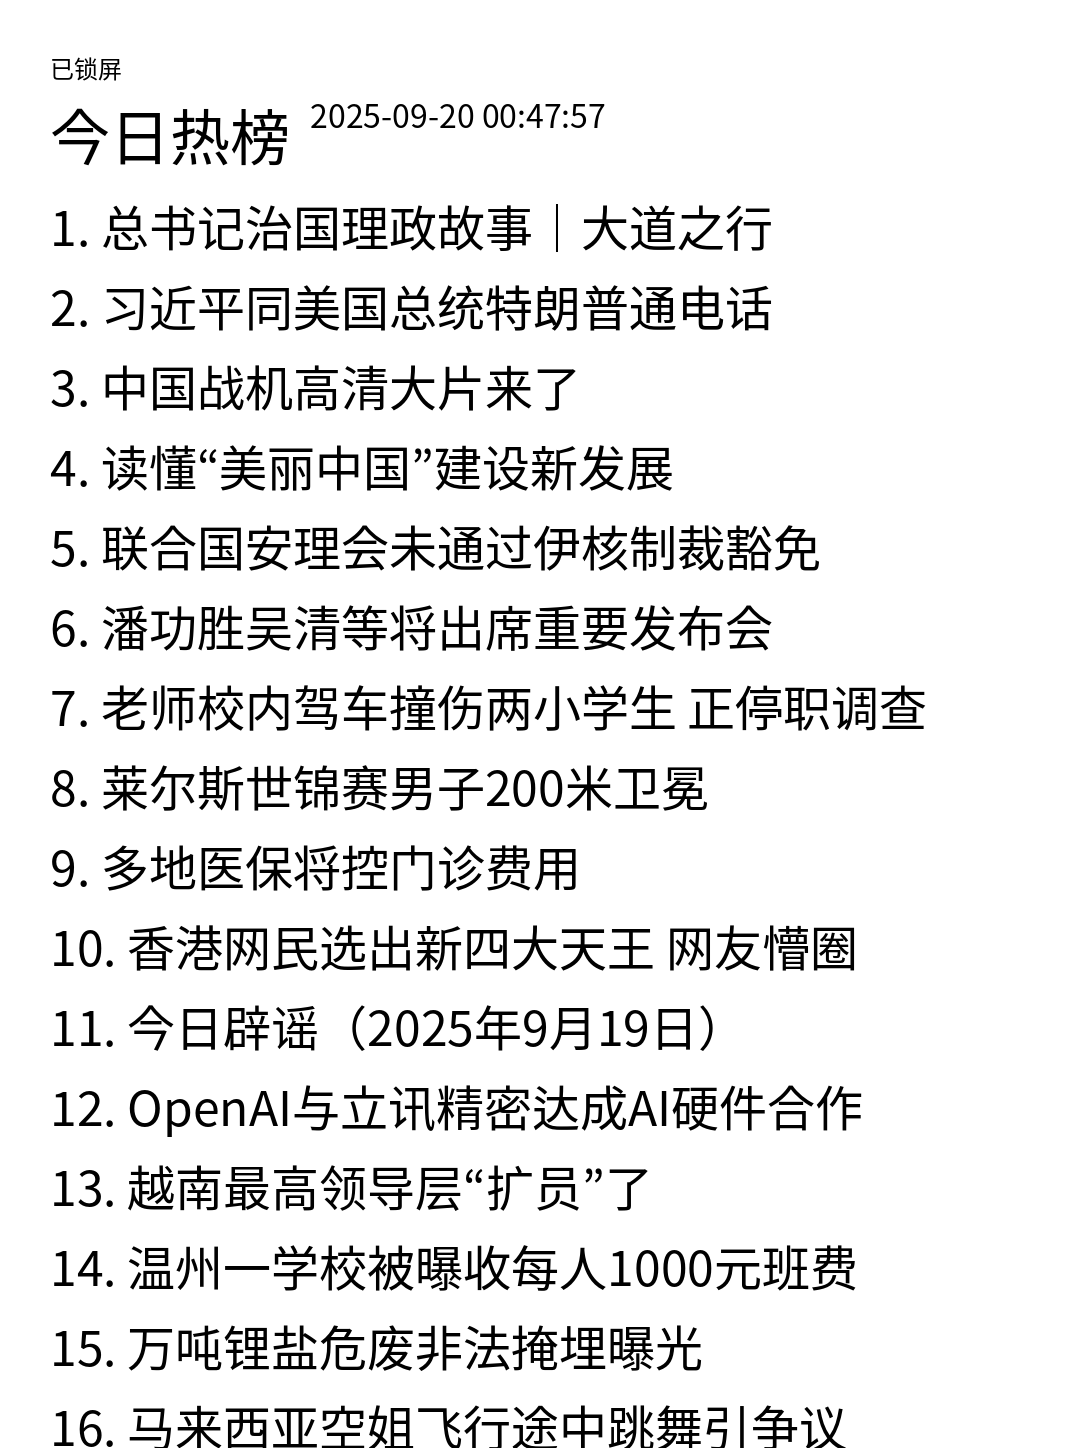 已锁屏
今日热榜 2025-09-20 00:47:57
1. 总书记治国理政故事｜大道之行
2. 习近平同美国总统特朗普通电话
3. 中国战机高清大片来了
4. 读懂“美丽中国”建设新发展
5. 联合国安理会未通过伊核制裁豁免
6. 潘功胜吴清等将出席重要发布会
7. 老师校内驾车撞伤两小学生 正停职调查
8. 莱尔斯世锦赛男子200米卫冕
9. 多地医保将控门诊费用
10. 香港网民选出新四大天王 网友懵圈
11. 今日辟谣（2025年9月19日）
12. OpenAI与立讯精密达成AI硬件合作
13. 越南最高领导层“扩员”了
14. 温州一学校被曝收每人1000元班费
15. 万吨锂盐危废非法掩埋曝光
16. 马来西亚空姐飞行途中跳舞引争议